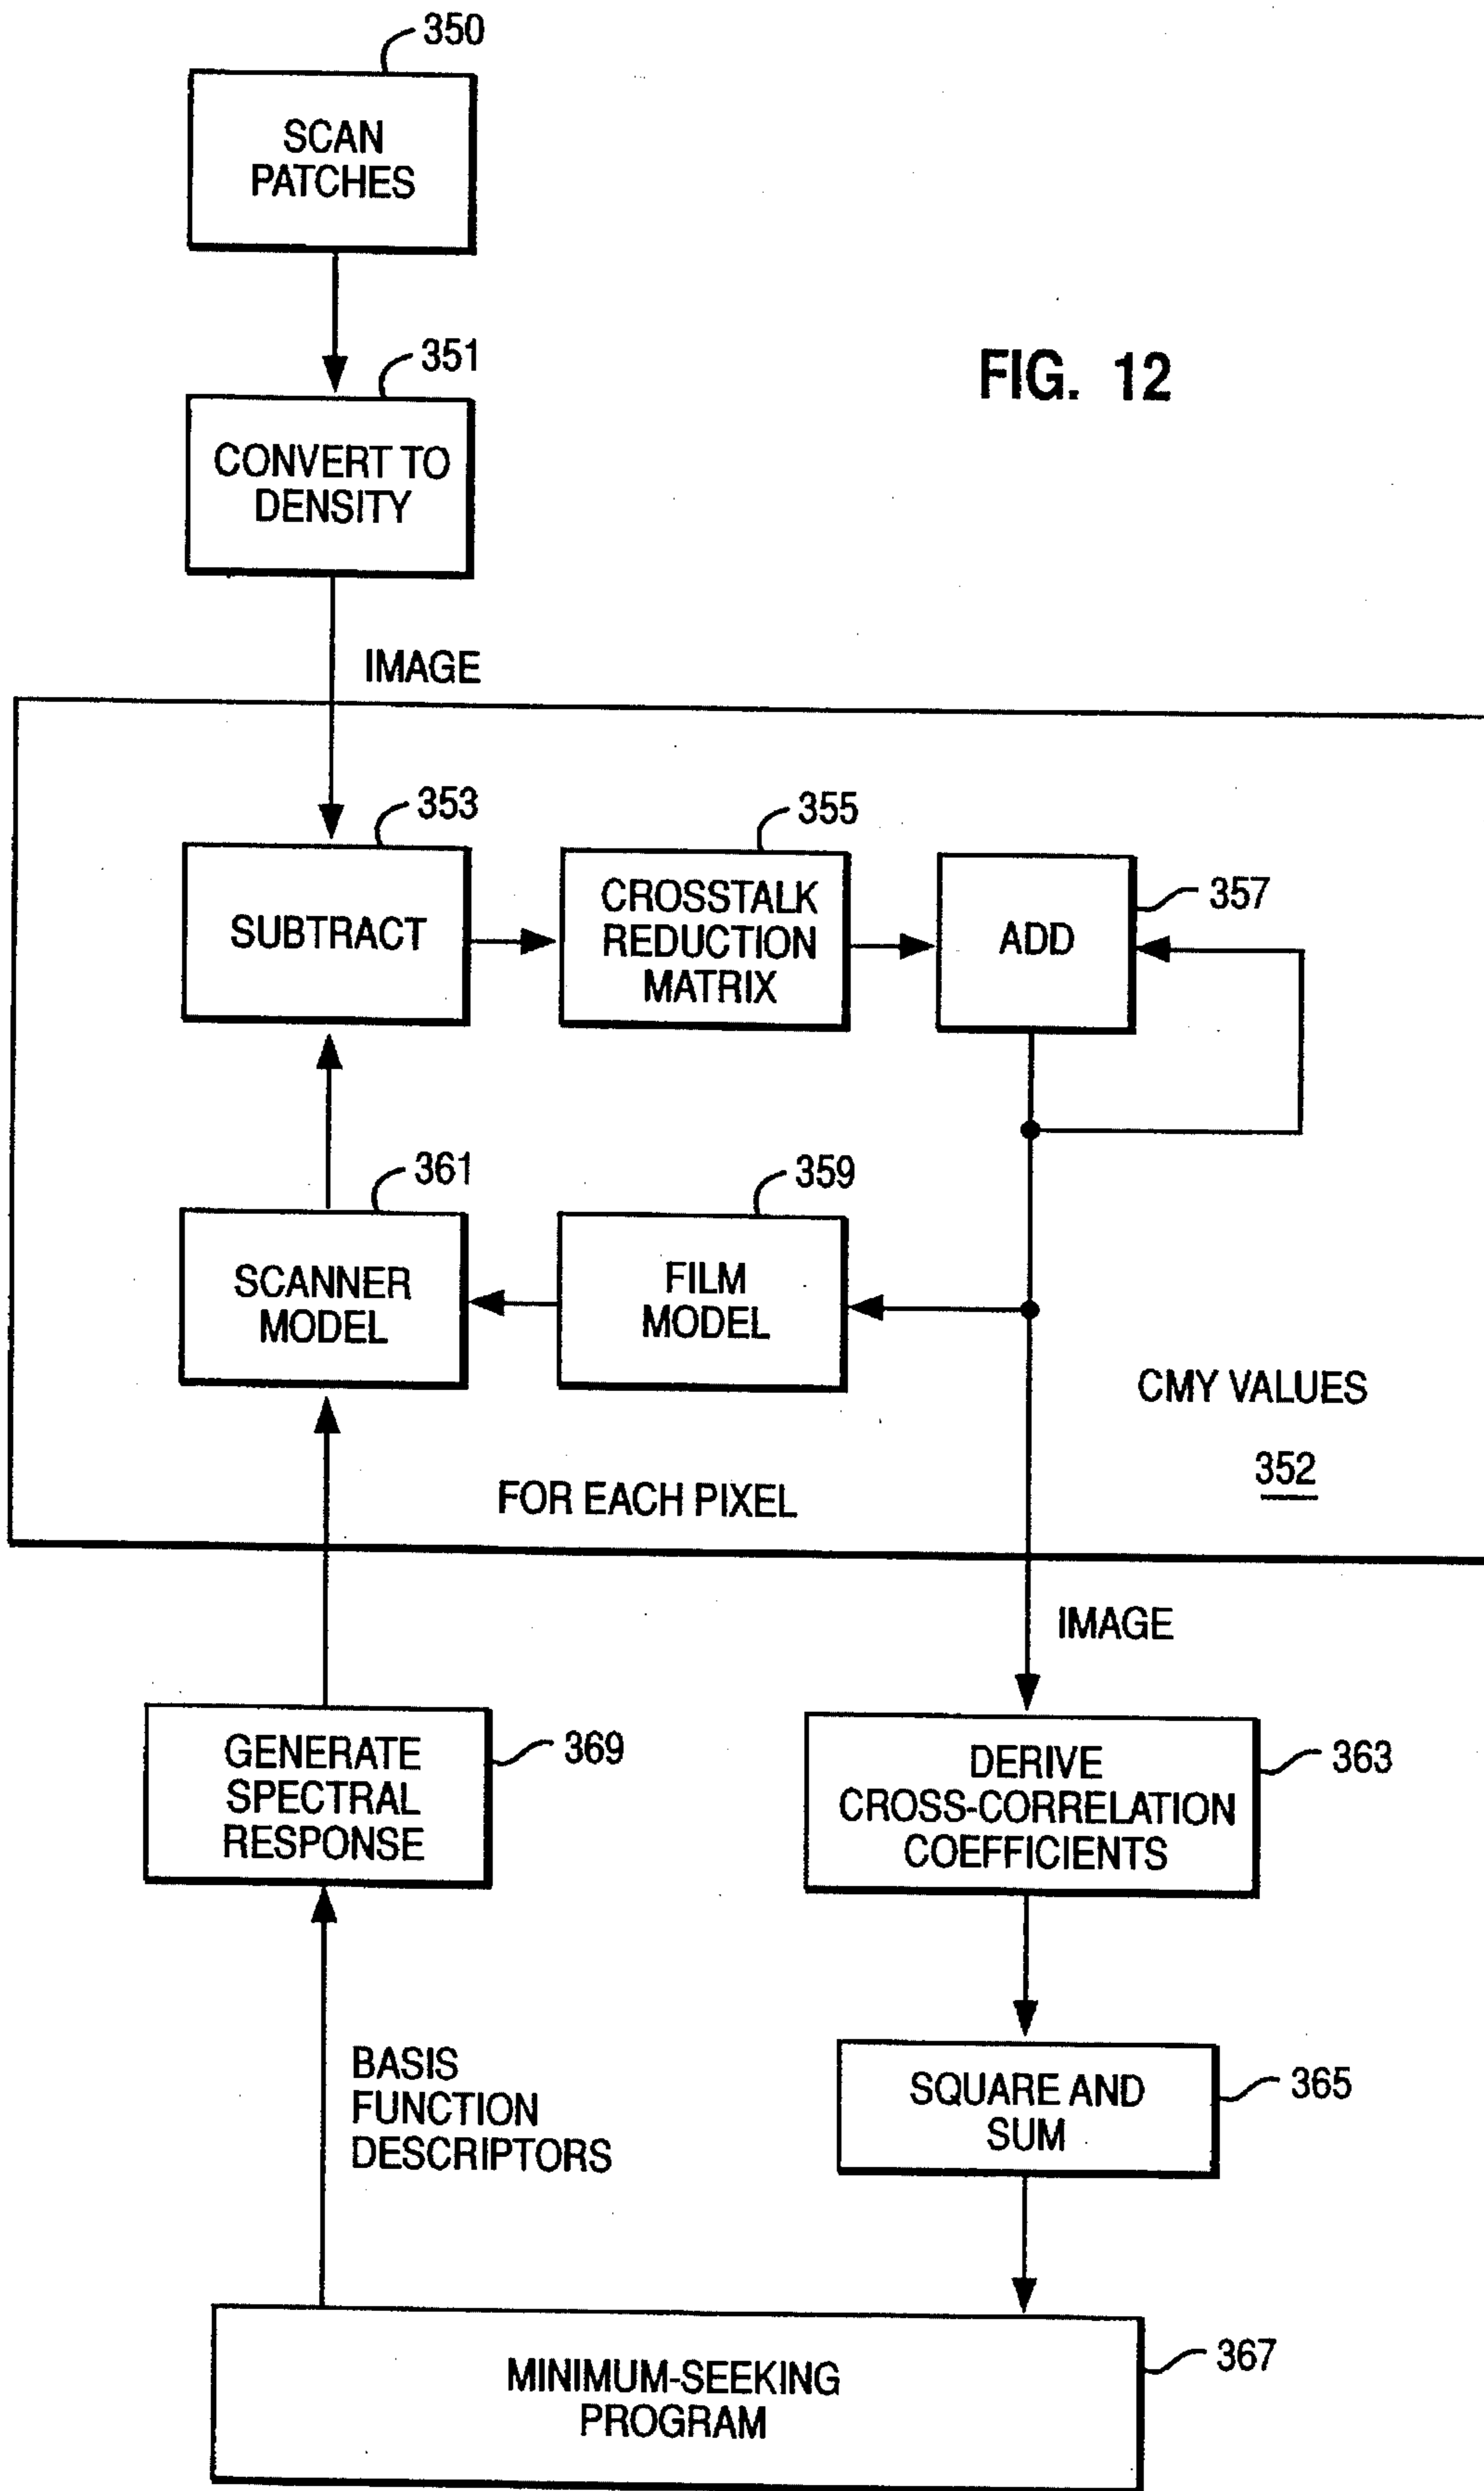 350
SCAN
PATCHES
351
FIG. 12
CONVERT TO
DENSITY
IMAGE
353
355
357
SUBTRACT
CROSSTALK
REDUCTION
MATRIX
ADD
361
359
SCANNER
MODEL
FILM
MODEL
CMY VALUES
352
FOR EACH PIXEL
IMAGE
GENERATE
SPECTRAL
RESPONSE
369
DERIVE
CROSS-CORRELATION
COEFFICIENTS
363
BASIS
FUNCTION
DESCRIPTORS
SQUARE AND
SUM
365
MINIMUM-SEEKING
PROGRAM
367